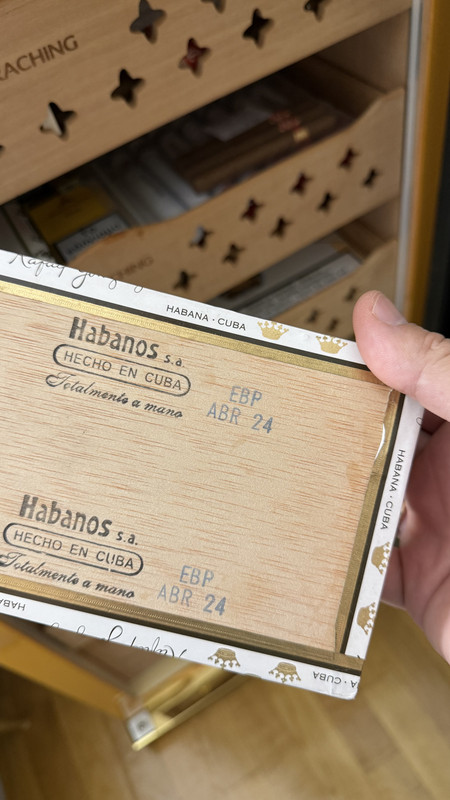 RACHING
HABANA · CUBA
Habanos s.a.
HECHO EN CUBA
Totalmente a mano
EBP
ABR 24
HABANA · CUBA
Habanos s.a.
HECHO EN CUBA
Totalmente a mano
EBP
ABR 24